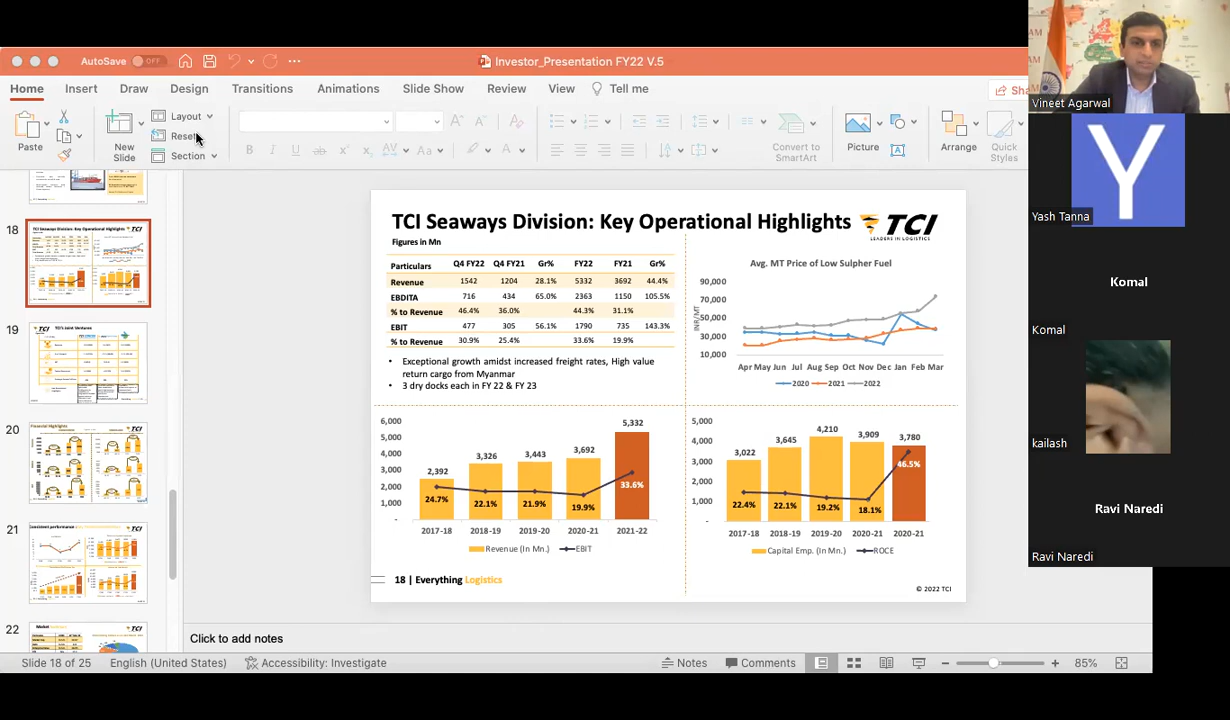 AutoSave OFF
Investor_Presentation FY22 V.5
Home Insert Draw Design Transitions Animations Slide Show Review View Tell me
Paste
New
Slide
Layout
Reset
Section
Convert to
SmartArt
Picture
Arrange
Quick
Styles
Vineet Agarwal
Yash Tanna
Komal
Komal
kailash
Ravi Naredi
Ravi Naredi
18
19
20
21
22
TCI Seaways Division: Key Operational Highlights
TCI
LEADERS IN LOGISTICS
Figures in Mn
Particulars Q4 FY22 Q4 FY21 Gr% FY22 FY21 Gr%
Revenue 1542 1204 28.1% 5332 3692 44.4%
EBDITA 716 434 65.0% 2363 1150 105.5%
% to Revenue 46.4% 36.0% 44.3% 31.1%
EBIT 477 305 56.1% 1790 735 143.3%
% to Revenue 30.9% 25.4% 33.6% 19.9%
• Exceptional growth amidst increased freight rates, High value
return cargo from Myanmar
• 3 dry docks each in FY 22 & FY 23
Avg. MT Price of Low Sulpher Fuel
INR/MT
90,000
70,000
50,000
30,000
10,000
Apr May Jun Jul Aug Sep Oct Nov Dec Jan Feb Mar
2020 2021 2022
6,000
5,000
4,000
3,000
2,000
1,000
-
2,392 3,326 3,443 3,692 5,332
24.7% 22.1% 21.9% 19.9% 33.6%
2017-18 2018-19 2019-20 2020-21 2021-22
Revenue (In Mn.) EBIT
5,000
4,000
3,000
2,000
1,000
-
3,022 3,645 4,210 3,909 3,780
22.4% 22.1% 19.2% 18.1% 46.5%
2017-18 2018-19 2019-20 2020-21 2020-21
Capital Emp. (In Mn.) ROCE
18 | Everything Logistics
© 2022 TCI
Click to add notes
Slide 18 of 25 English (United States) Accessibility: Investigate Notes Comments 85%